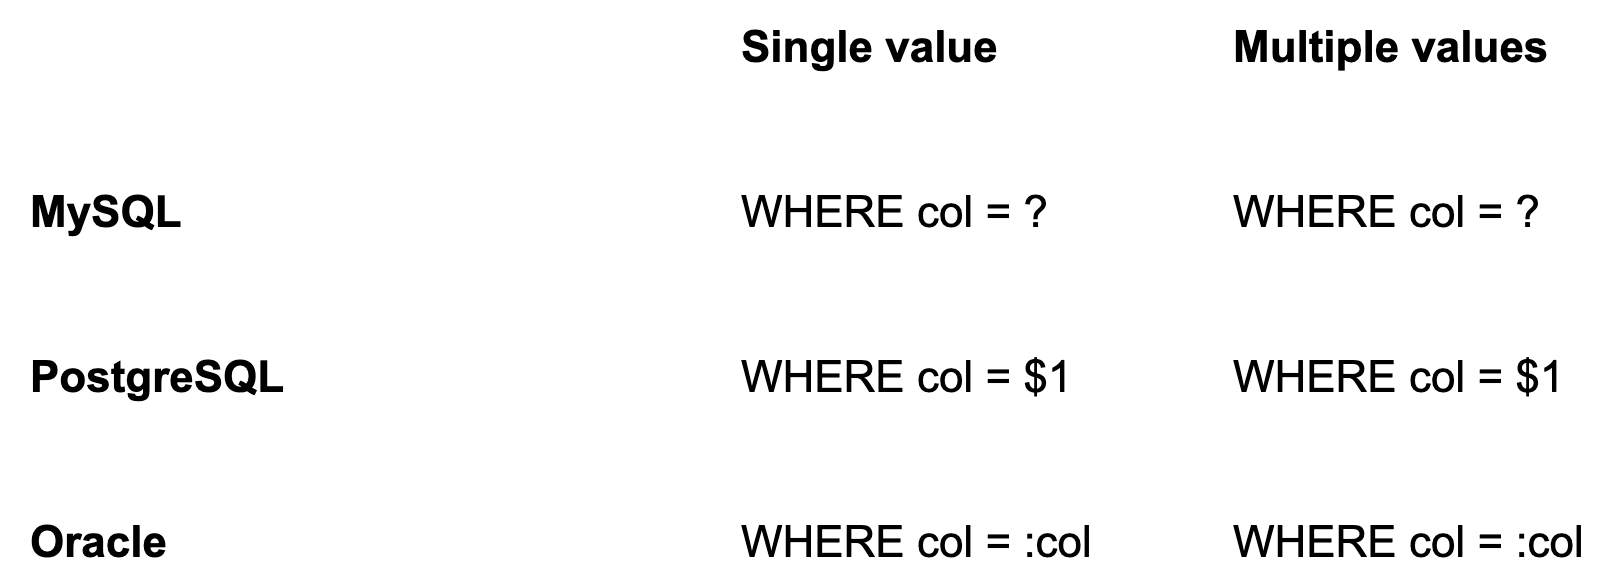 Single value Multiple values
MySQL WHERE col = ? WHERE col = ?
PostgreSQL WHERE col = $1 WHERE col = $1
Oracle WHERE col = :col WHERE col = :col